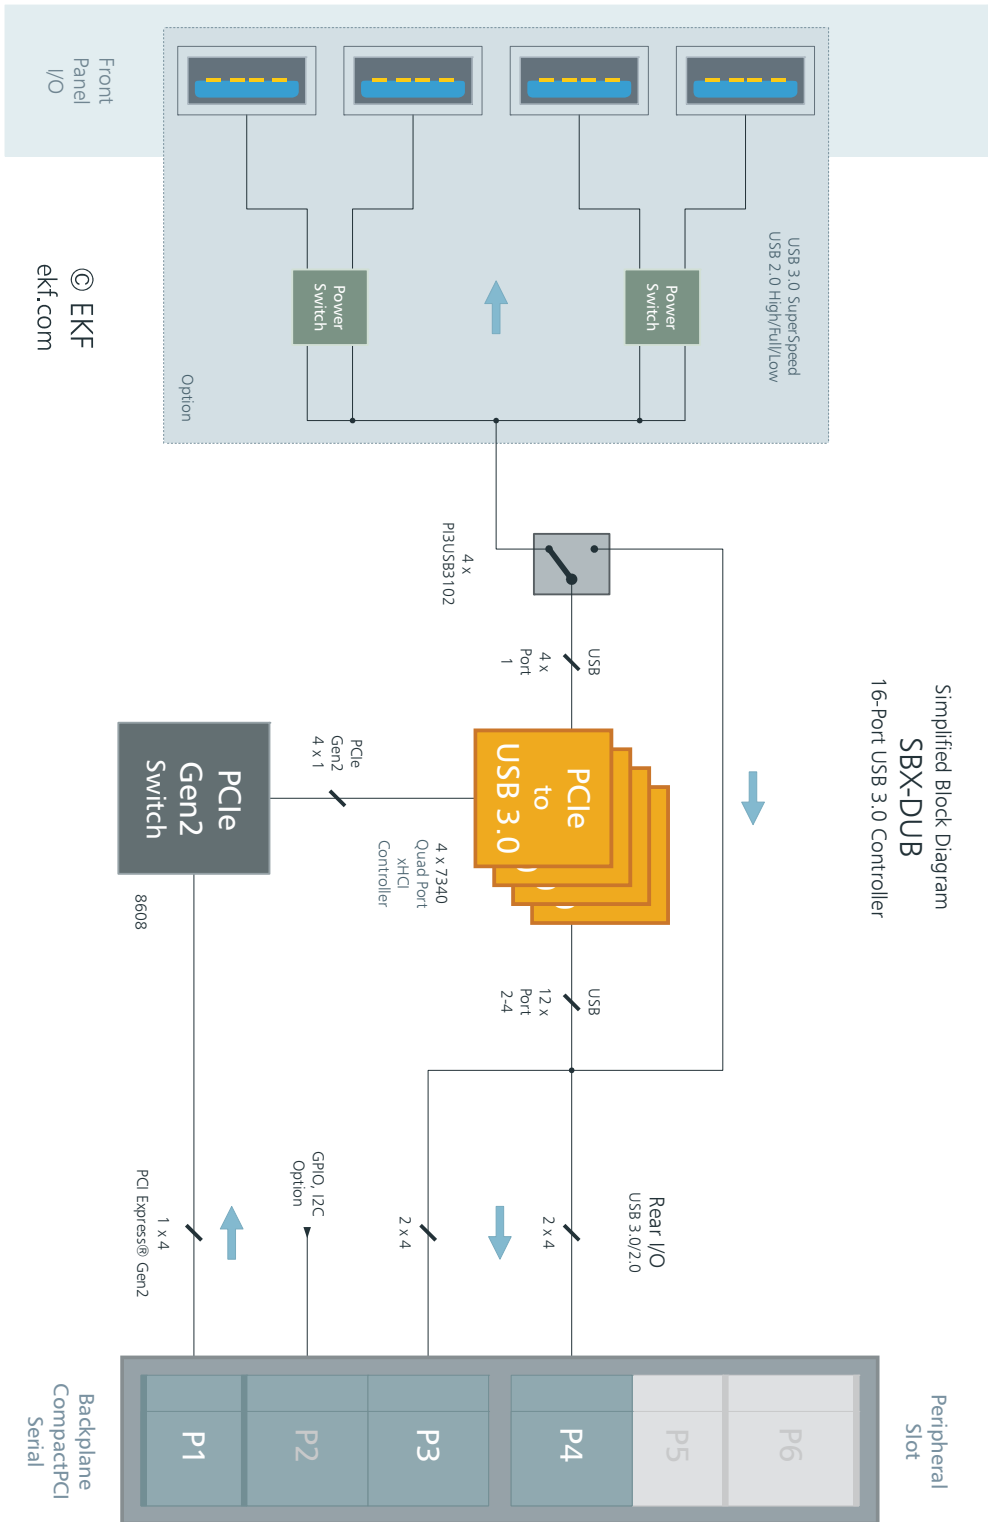 Simplified Block Diagram
SBX-DUB
16-Port USB 3.0 Controller
Front
Panel
I/O
USB 3.0 SuperSpeed
USB 2.0 High/Full/Low
Power
Switch
Power
Switch
Option
© EKF
ekf.com
4 x
PI3USB3102
USB
4 x
Port
1
PCIe
to
USB 3.0
4 x 7340
Quad Port
xHCI
Controller
PCIe
Gen2
4 x 1
PCIe
Gen2
Switch
8608
USB
12 x
Port
2-4
Rear I/O
USB 3.0/2.0
2 x 4
2 x 4
GPIO, I2C
Option
1 x 4
PCI Express® Gen2
Peripheral
Slot
P6
P5
P4
P3
P2
P1
Backplane
CompactPCI
Serial